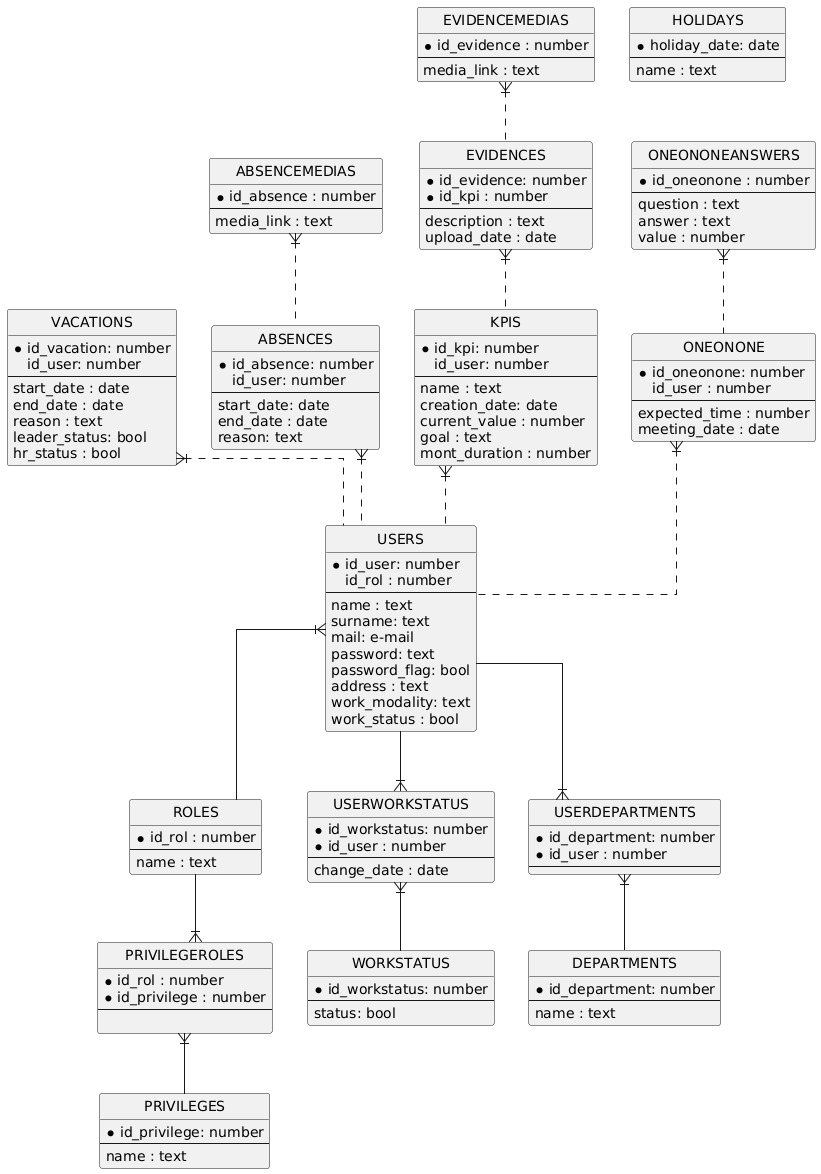 EVIDENCEMEDIAS
id_evidence : number
media_link : text
HOLIDAYS
holiday_date: date
name : text
ABSENCEMEDIAS
id_absence : number
media_link : text
EVIDENCES
id_evidence: number
id_kpi : number
description : text
upload_date : date
ONEONONEANSWERS
id_oneonone : number
question : text
answer : text
value : number
VACATIONS
id_vacation: number
id_user: number
start_date : date
end_date : date
reason : text
leader_status: bool
hr_status : bool
ABSENCES
id_absence: number
id_user: number
start_date: date
end_date : date
reason: text
KPIS
id_kpi: number
id_user: number
name : text
creation_date: date
current_value : number
goal : text
mont_duration : number
ONEONONE
id_oneonone: number
id_user : number
expected_time : number
meeting_date : date
USERS
id_user: number
id_rol : number
name : text
surname: text
mail: e-mail
password: text
password_flag: bool
address : text
work_modality: text
work_status : bool
ROLES
id_rol : number
name : text
USERWORKSTATUS
id_workstatus: number
id_user : number
change_date : date
USERDEPARTMENTS
id_department: number
id_user : number
PRIVILEGEROLES
id_rol : number
id_privilege : number
WORKSTATUS
id_workstatus: number
status: bool
DEPARTMENTS
id_department: number
name : text
PRIVILEGES
id_privilege: number
name : text